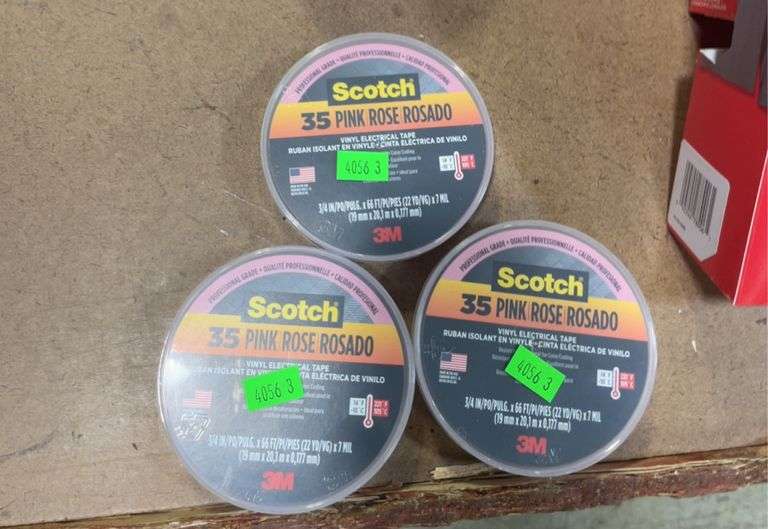 PROFESSIONAL GRADE • QUALITÉ PROFESSIONNELLE • CALIDAD PROFESIONAL
Scotch
35 PINK ROSE ROSADO
VINYL ELECTRICAL TAPE
RUBAN ISOLANT EN VINYLE • CINTA ELÉCTRICA DE VINILO
4056 3
3/4 IN/PO/PULG. x 66 FT/PI/PIES (22 YD/VG) x 7 MIL
(19 mm x 20,1 m x 0,177 mm)
3M
PROFESSIONAL GRADE • QUALITÉ PROFESSIONNELLE • CALIDAD PROFESIONAL
Scotch
35 PINK ROSE ROSADO
VINYL ELECTRICAL TAPE
RUBAN ISOLANT EN VINYLE • CINTA ELÉCTRICA DE VINILO
4056 3
3/4 IN/PO/PULG. x 66 FT/PI/PIES (22 YD/VG) x 7 MIL
(19 mm x 20,1 m x 0,177 mm)
3M
PROFESSIONAL GRADE • QUALITÉ PROFESSIONNELLE • CALIDAD PROFESIONAL
Scotch
35 PINK ROSE ROSADO
VINYL ELECTRICAL TAPE
RUBAN ISOLANT EN VINYLE • CINTA ELÉCTRICA DE VINILO
for Color Coding
4056 3
3/4 IN/PO/PULG. x 66 FT/PI/PIES (22 YD/VG) x 7 MIL
(19 mm x 20,1 m x 0,177 mm)
3M